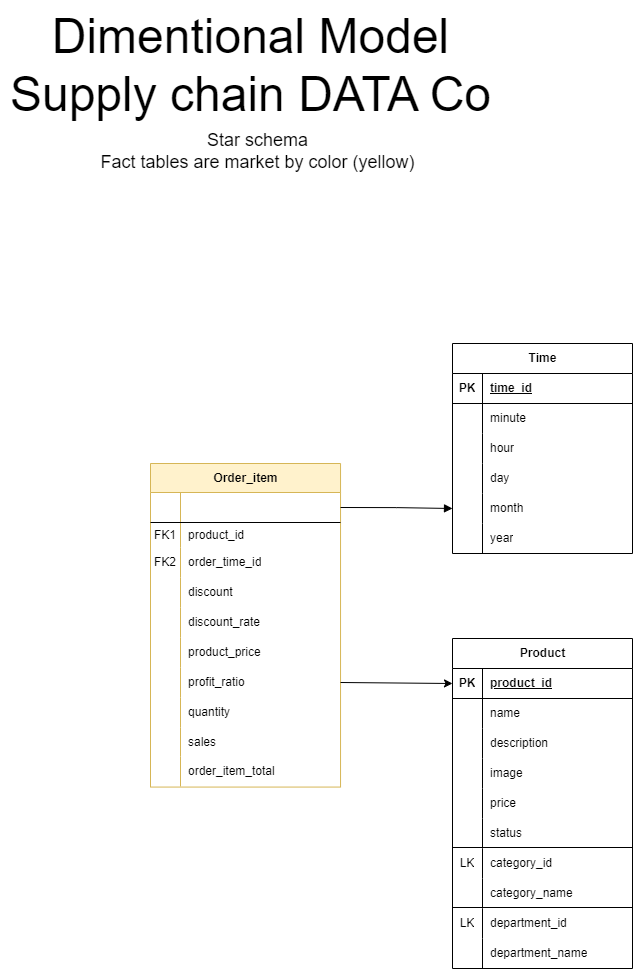 Dimentional Model
Supply chain DATA Co
Star schema
Fact tables are market by color (yellow)
Time
PK time_id
minute
hour
day
month
year
Order_item
FK1 product_id
FK2 order_time_id
discount
discount_rate
product_price
profit_ratio
quantity
sales
order_item_total
Product
PK product_id
name
description
image
price
status
LK category_id
category_name
LK department_id
department_name